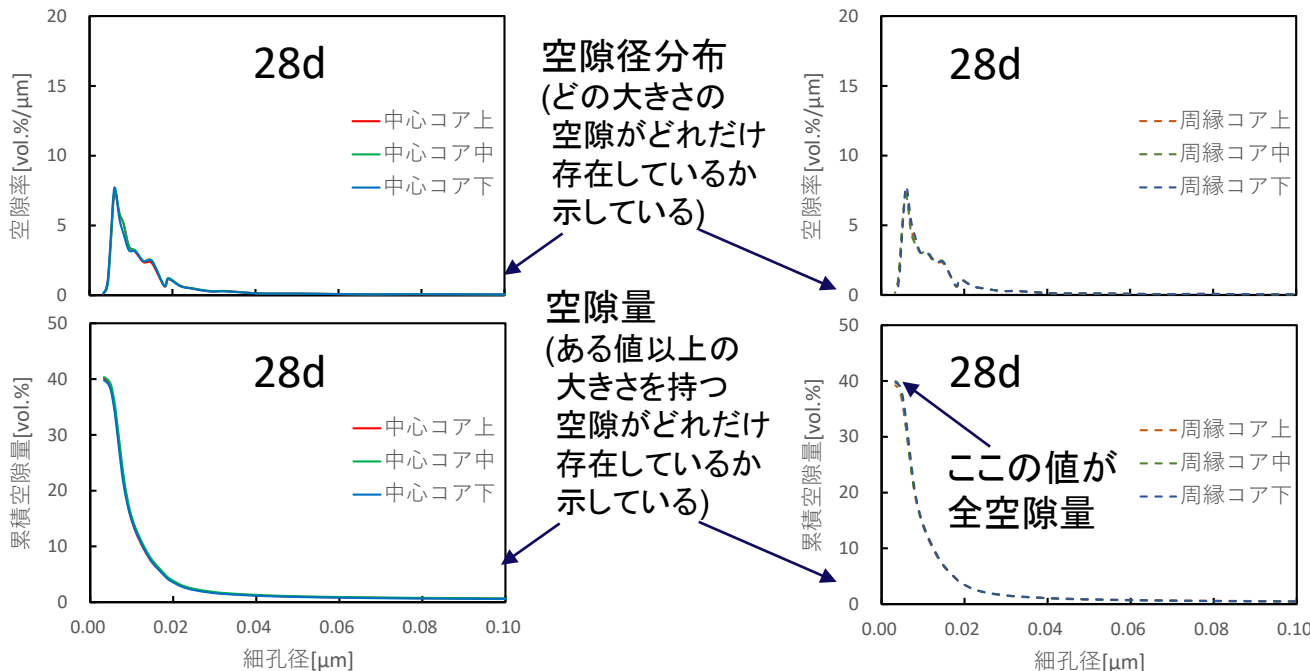 20
15
10
5
0
空隙率[vol.%/μm]
28d
中心コア上
中心コア中
中心コア下
空隙径分布
(どの大きさの
空隙がどれだけ
存在しているか
示している)
20
15
10
5
0
空隙率[vol.%/μm]
28d
周縁コア上
周縁コア中
周縁コア下
50
40
30
20
10
0
累積空隙量[vol.%]
28d
中心コア上
中心コア中
中心コア下
0.00 0.02 0.04 0.06 0.08 0.10
細孔径[μm]
空隙量
(ある値以上の
大きさを持つ
空隙がどれだけ
存在しているか
示している)
50
40
30
20
10
0
累積空隙量[vol.%]
28d
周縁コア上
周縁コア中
周縁コア下
ここの値が
全空隙量
0.00 0.02 0.04 0.06 0.08 0.10
細孔径[μm]